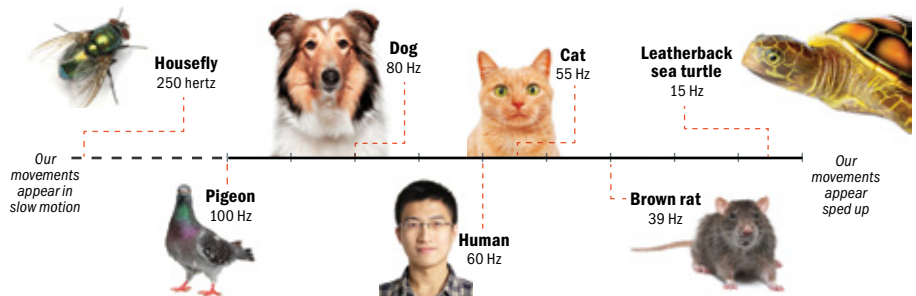 Housefly
250 hertz
Dog
80 Hz
Cat
55 Hz
Leatherback
sea turtle
15 Hz
Our
movements
appear in
slow motion
Our
movements
appear
sped up
Pigeon
100 Hz
Human
60 Hz
Brown rat
39 Hz